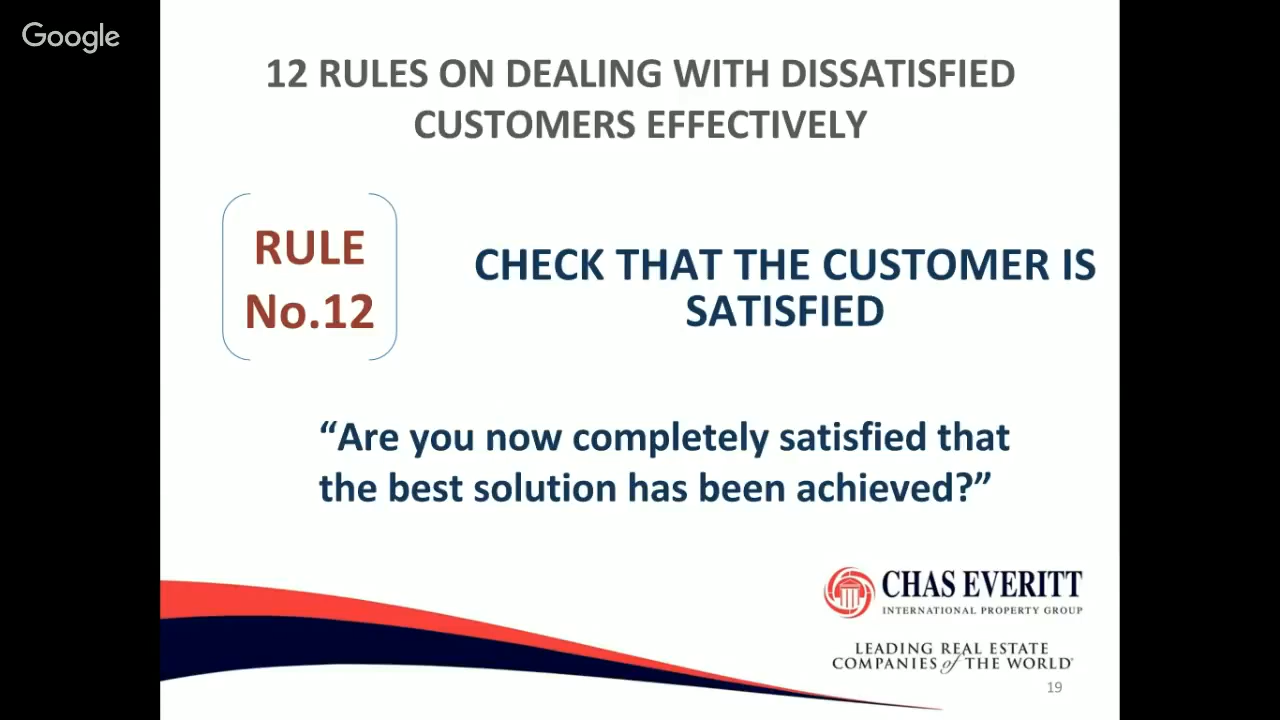 Google
12 RULES ON DEALING WITH DISSATISFIED
CUSTOMERS EFFECTIVELY
RULE
No.12
CHECK THAT THE CUSTOMER IS
SATISFIED
“Are you now completely satisfied that
the best solution has been achieved?”
CHAS EVERITT
INTERNATIONAL PROPERTY GROUP
LEADING REAL ESTATE
COMPANIES of THE WORLD
19